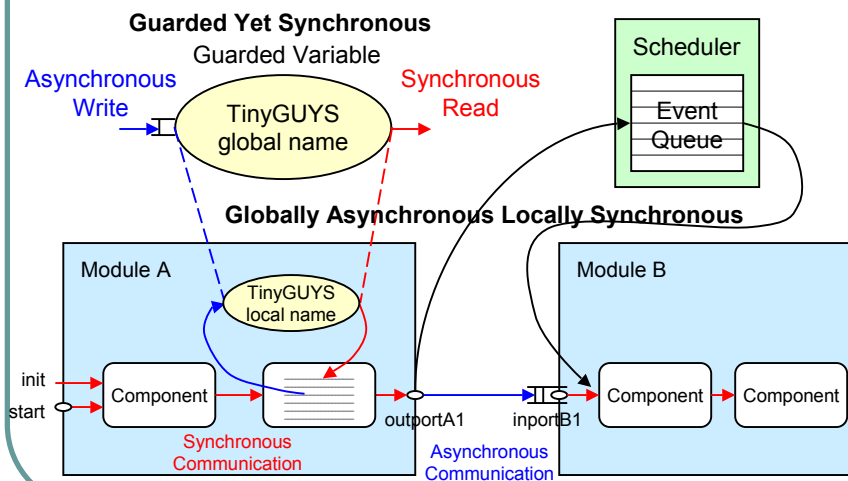 Guarded Yet Synchronous
Guarded Variable
Asynchronous
Write
TinyGUYS
global name
Synchronous
Read
Scheduler
Event
Queue
Globally Asynchronous Locally Synchronous
Module A
TinyGUYS
local name
init
start
Component
Synchronous
Communication
outportA1
Asynchronous
Communication
Module B
inportB1
Component
Component